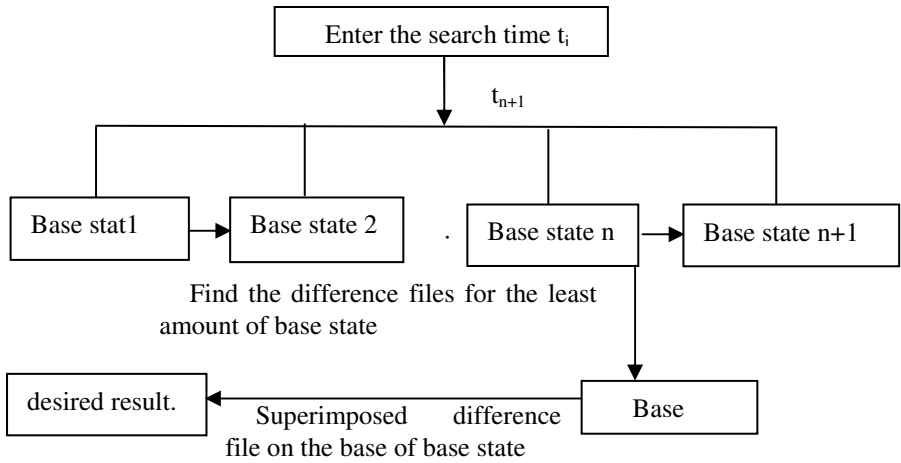 Enter the search time tᵢ
tₙ₊₁
Base stat1
Base state 2
.
Base state n
Base state n+1
Find the difference files for the least
amount of base state
desired result.
Base
Superimposed difference
file on the base of base state